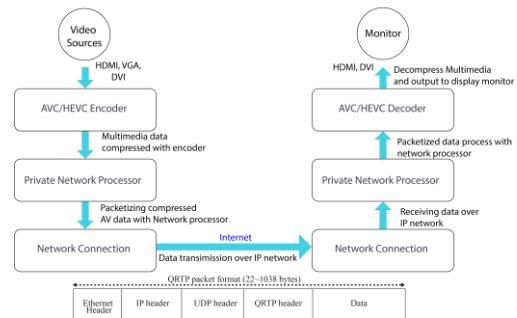 Video
Sources
HDMI, VGA,
DVI
AVC/HEVC Encoder
Multimedia data
compressed with encoder
Private Network Processor
Packetizing compressed
AV data with Network processor
Network Connection
Internet
Data transmission over IP network
Monitor
HDMI, DVI
Decompress Multimedia
and output to display monitor
AVC/HEVC Decoder
Packetized data process with
network processor
Private Network Processor
Receiving data over
IP network
Network Connection
QRTP packet format (22~1038 bytes)
Ethernet
Header
IP header
UDP header
QRTP header
Data